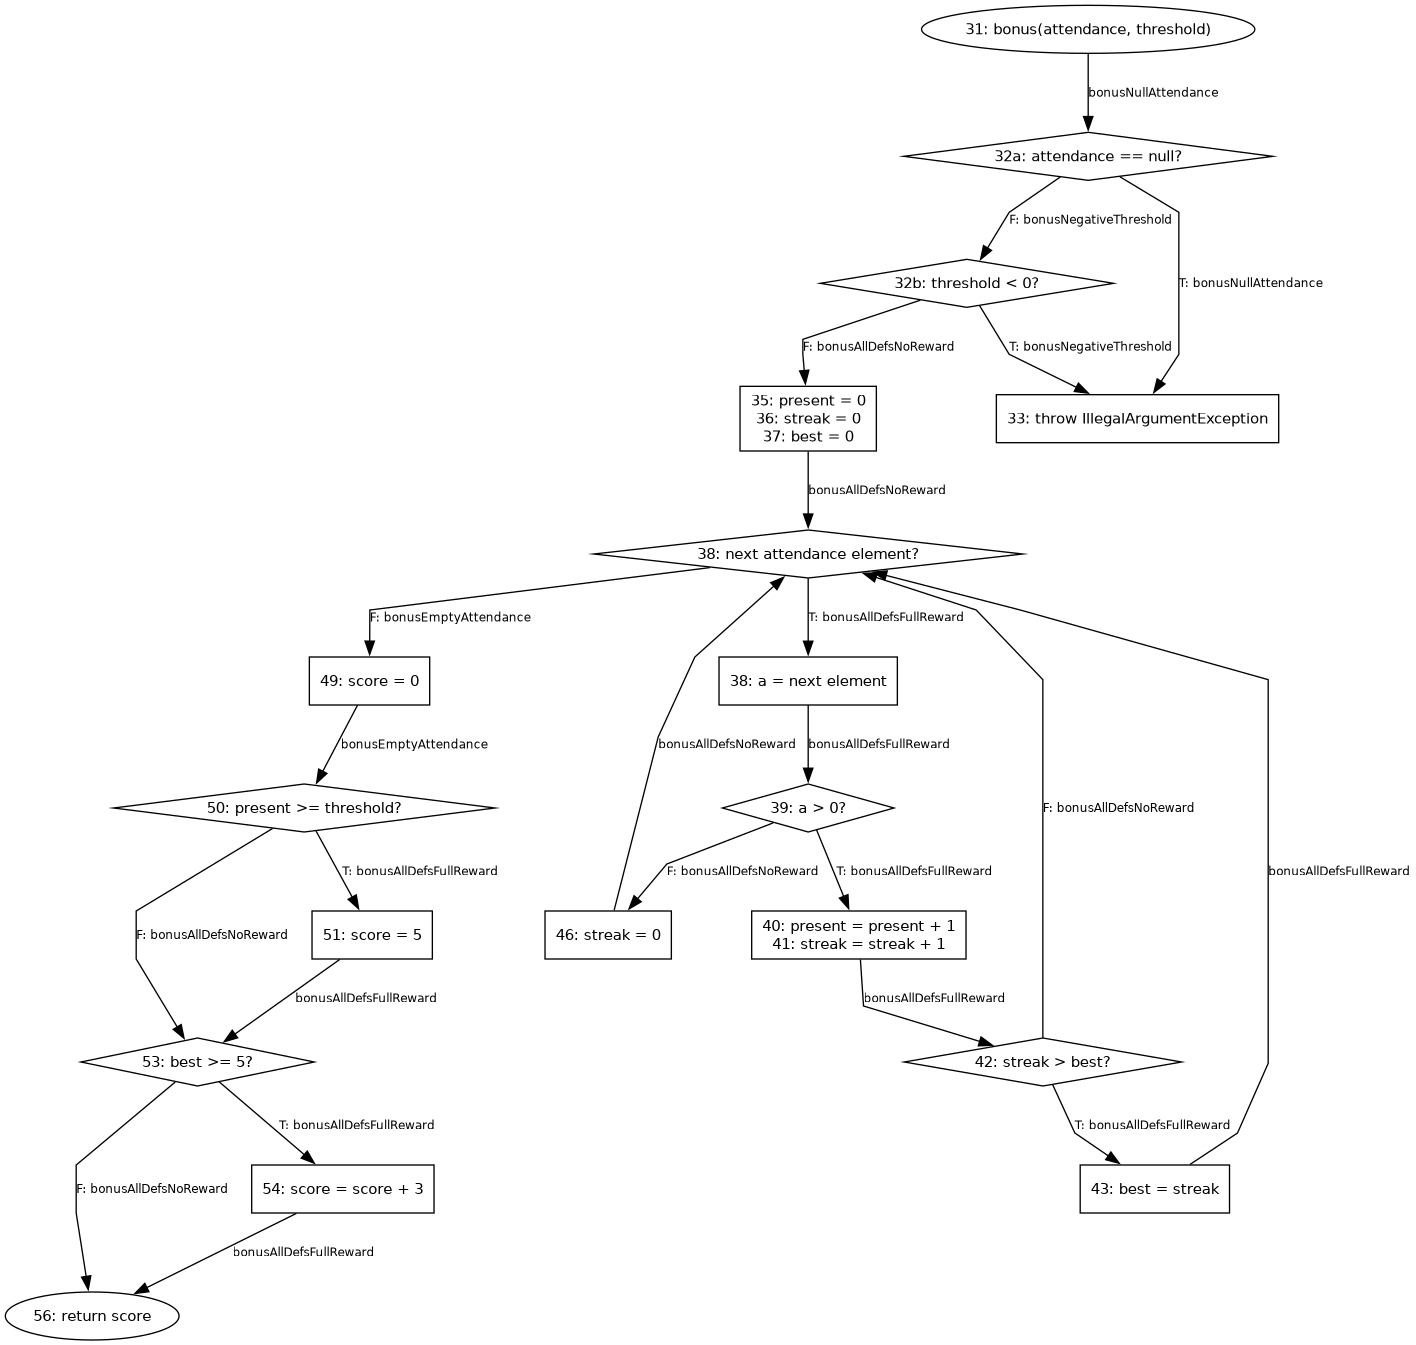 31: bonus(attendance, threshold)
bonusNullAttendance
32a: attendance == null?
F: bonusNegativeThreshold
T: bonusNullAttendance
32b: threshold < 0?
F: bonusAllDefsNoReward
T: bonusNegativeThreshold
35: present = 0
36: streak = 0
37: best = 0
33: throw IllegalArgumentException
bonusAllDefsNoReward
38: next attendance element?
F: bonusEmptyAttendance
T: bonusAllDefsFullReward
49: score = 0
38: a = next element
bonusEmptyAttendance
bonusAllDefsNoReward
bonusAllDefsFullReward
50: present >= threshold?
39: a > 0?
F: bonusAllDefsNoReward
T: bonusAllDefsFullReward
F: bonusAllDefsNoReward
T: bonusAllDefsFullReward
bonusAllDefsFullReward
F: bonusAllDefsNoReward
51: score = 5
46: streak = 0
40: present = present + 1
41: streak = streak + 1
bonusAllDefsFullReward
bonusAllDefsFullReward
53: best >= 5?
42: streak > best?
T: bonusAllDefsFullReward
T: bonusAllDefsFullReward
F: bonusAllDefsNoReward
54: score = score + 3
43: best = streak
bonusAllDefsFullReward
56: return score